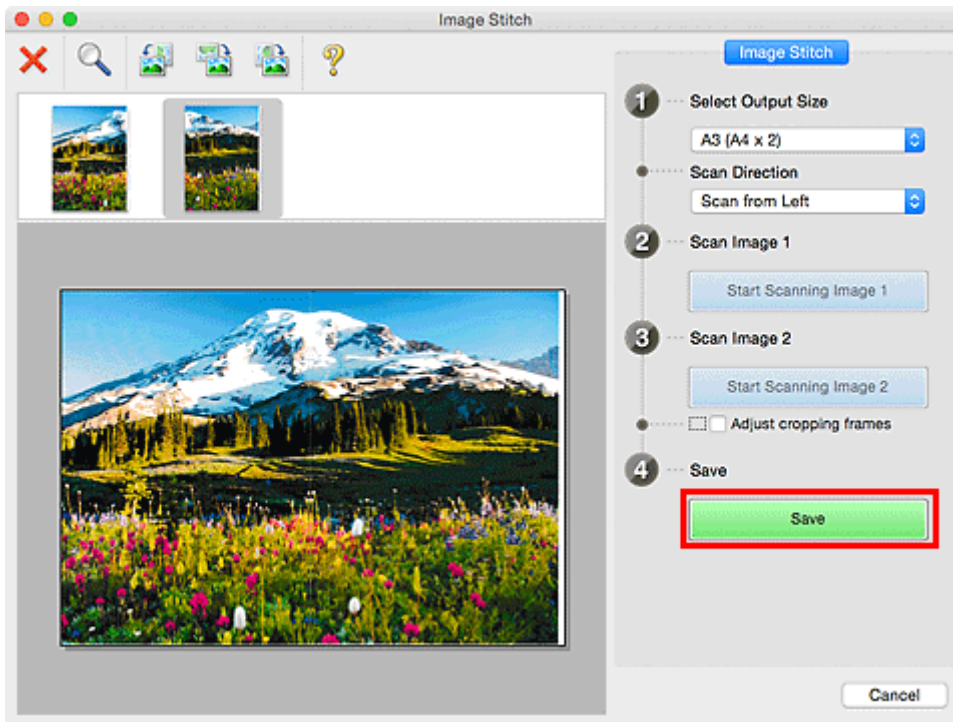 Image Stitch
?
Image Stitch
1 Select Output Size
A3 (A4 x 2)
Scan Direction
Scan from Left
2 Scan Image 1
Start Scanning Image 1
3 Scan Image 2
Start Scanning Image 2
Adjust cropping frames
4 Save
Save
Cancel